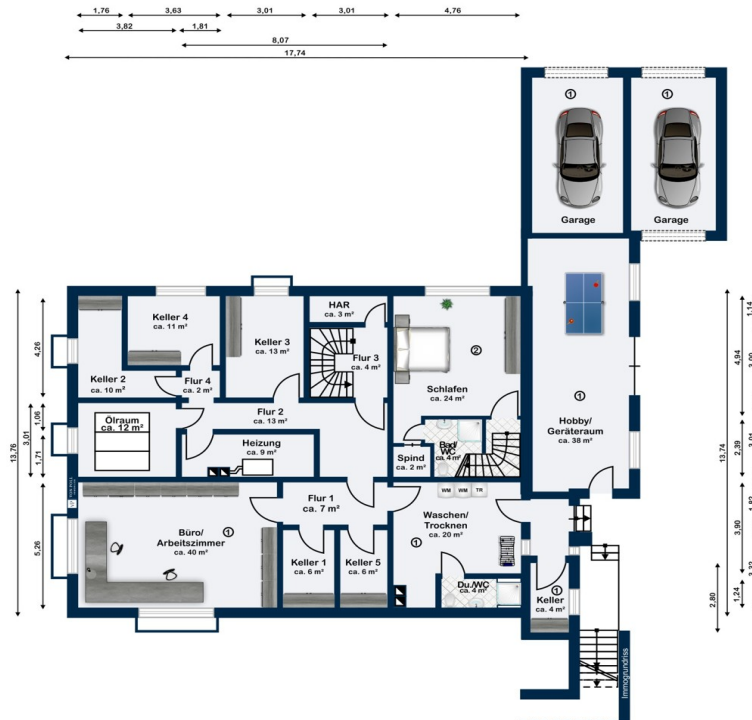 1,76
3,63
3,01
3,01
4,76
3,82
1,81
8,07
17,74
①
①
Garage
Garage
HAR
ca. 3 m²
Keller 4
ca. 11 m²
Keller 3
ca. 13 m²
Flur 3
ca. 4 m²
②
Schlafen
ca. 24 m²
Keller 2
ca. 10 m²
Flur 4
ca. 2 m²
①
Hobby/
Geräteraum
ca. 38 m²
Ölraum
ca. 12 m²
Flur 2
ca. 13 m²
Heizung
ca. 9 m²
Bad/
WC
ca. 4 m²
Spind
ca. 2 m²
WM
WM
TR
Flur 1
ca. 7 m²
Waschen/
Trocknen
ca. 20 m²
①
①
Büro/
Arbeitszimmer
ca. 40 m²
Keller 1
ca. 6 m²
Keller 5
ca. 6 m²
Du./WC
ca. 4 m²
①
Keller
ca. 4 m²
4,26
1,06
3,01
1,71
13,76
5,26
1,14
4,94
2,39
13,74
3,90
2,80
1,24
Immogrundriss